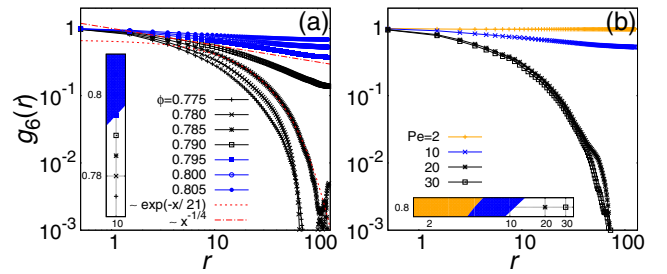 (a)
(b)
g₆(r)
1
10⁻¹
10⁻²
10⁻³
0.8
0.78
10
ϕ=0.775
0.780
0.785
0.790
0.795
0.800
0.805
~ exp(-x/ 21)
~ x⁻¹/⁴
1 10 100
r
1
10⁻¹
10⁻²
10⁻³
Pe=2
10
20
30
0.8
2 10 20 30
1 10 100
r